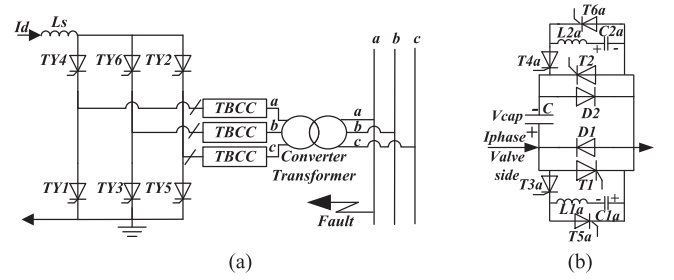 Id
Ls
a b c
TY4 TY6 TY2
TBCC a
TBCC b
TBCC c
a
b
c
Converter
Transformer
TY1 TY3 TY5
Fault
(a)
T6a
L2a C2a
+ -
T4a T2
D2
- C
Vcap
+
Iphase
Valve
side
D1
T3a T1
- +
L1a C1a
T5a
(b)